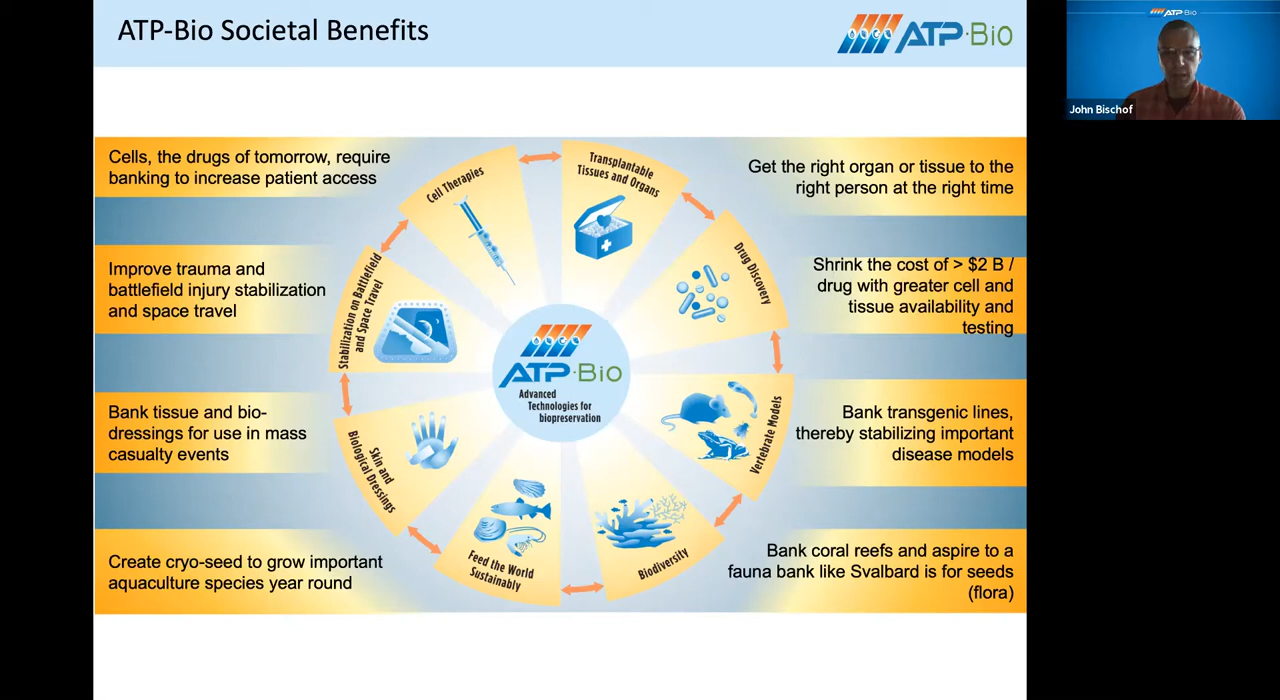 ATP-Bio Societal Benefits
ATP·Bio
ATP·Bio
John Bischof
Cells, the drugs of tomorrow, require
banking to increase patient access
Improve trauma and
battlefield injury stabilization
and space travel
Bank tissue and bio-
dressings for use in mass
casualty events
Create cryo-seed to grow important
aquaculture species year round
Cell Therapies
Transplantable
Tissues and Organs
Drug Discovery
Vertebrate Models
Biodiversity
Feed the World
Sustainably
Skin and
Biological Dressings
Stabilization on Battlefield
and Space Travel
ATP·Bio
Advanced
Technologies for
biopreservation
Get the right organ or tissue to the
right person at the right time
Shrink the cost of > $2 B /
drug with greater cell and
tissue availability and
testing
Bank transgenic lines,
thereby stabilizing important
disease models
Bank coral reefs and aspire to a
fauna bank like Svalbard is for seeds
(flora)